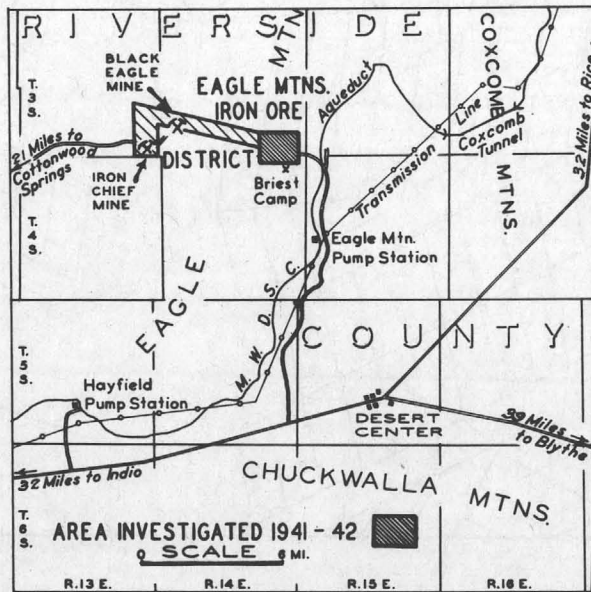 RIVERSIDE
COUNTY
MTN
EAGLE
COXCOMB
MTNS
BLACK
EAGLE
MINE
EAGLE MTNS.
IRON ORE
DISTRICT
T.
3
S.
21 Miles to
Cottonwood
Springs
IRON
CHIEF
MINE
Briest
Camp
Aqueduct
Transmission Line
Coxcomb
Tunnel
32 Miles to Rice
T.
4
S.
Eagle Mtn.
Pump Station
M. W. D. S. C.
T.
5
S.
Hayfield
Pump Station
DESERT
CENTER
39 Miles
to Blythe
32 Miles to Indio
CHUCKWALLA MTNS.
T.
6
S.
AREA INVESTIGATED 1941-42
0 SCALE 6 MI.
R.13 E. R.14 E. R.15 E. R.16 E.